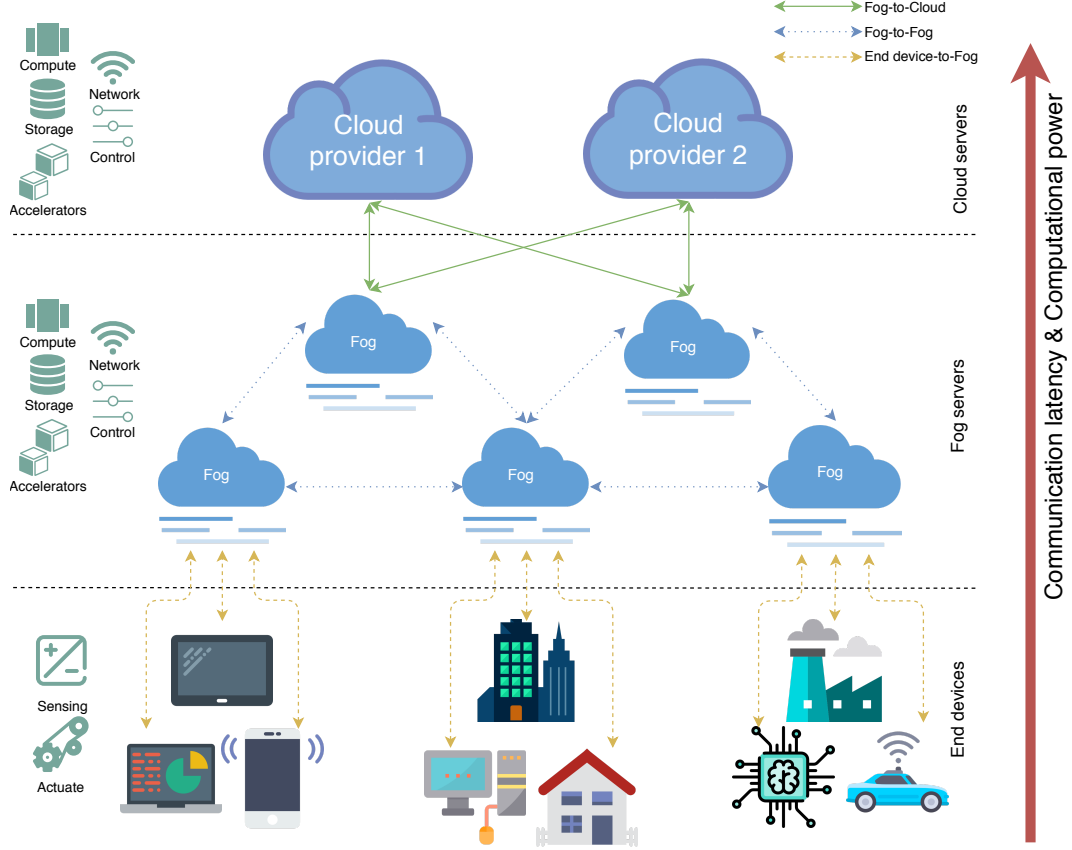 Fog-to-Cloud
Fog-to-Fog
End device-to-Fog
Compute
Network
Storage
Control
Accelerators
Cloud
provider 1
Cloud
provider 2
Cloud servers
Communication latency & Computational power
Compute
Network
Storage
Control
Accelerators
Fog
Fog
Fog
Fog
Fog
Fog servers
Sensing
Actuate
End devices